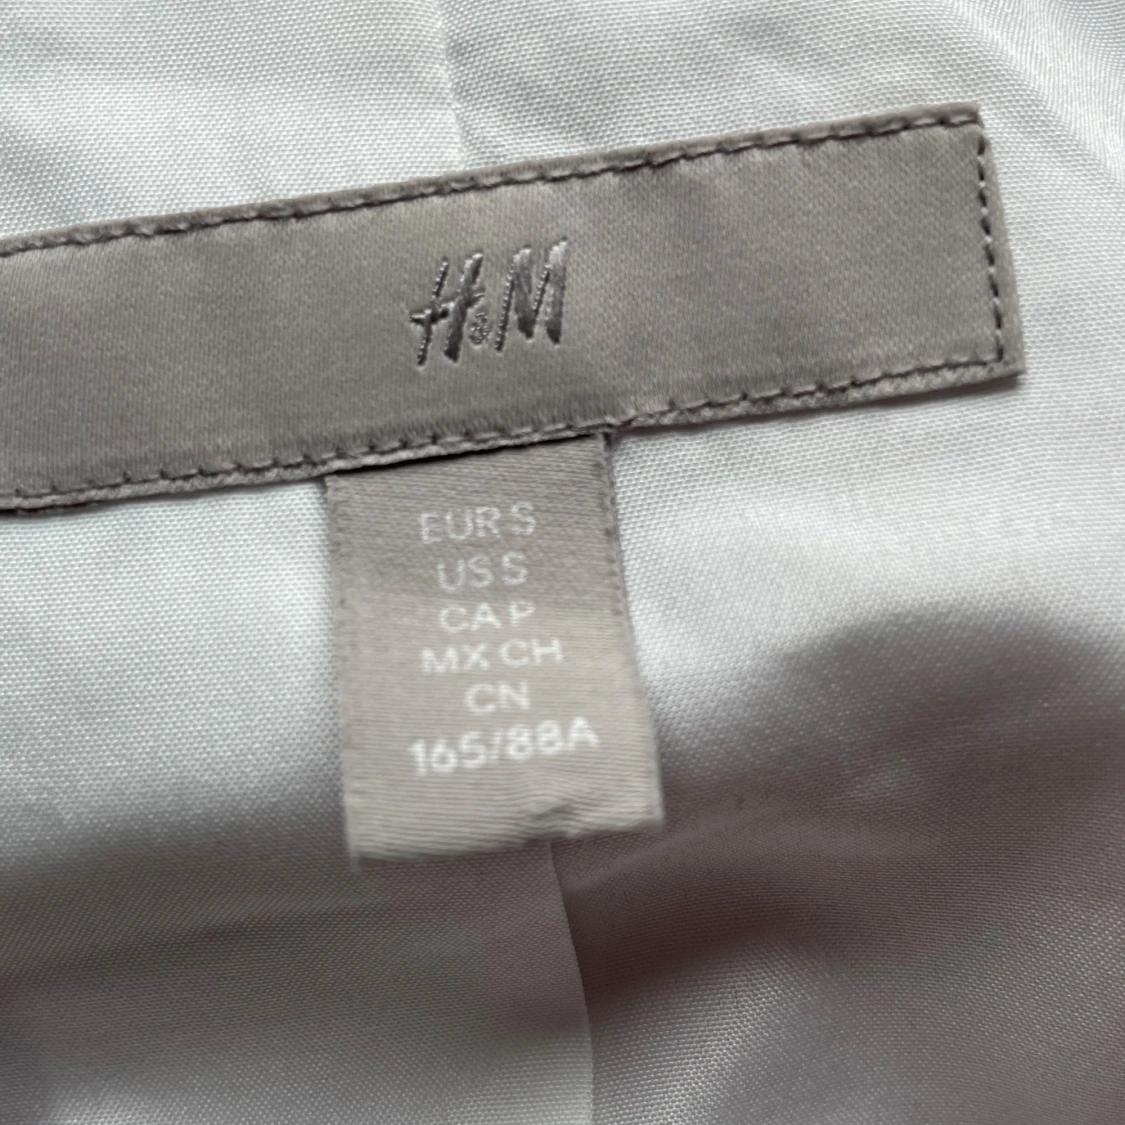 H&M
EUR S
US S
CA P
MX CH
CN
165/88A